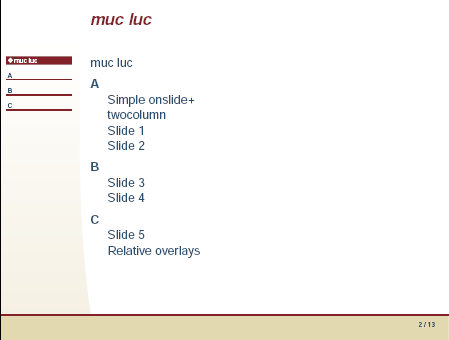 muc luc
muc luc
A
B
C
muc luc
A
Simple onslide+
twocolumn
Slide 1
Slide 2
B
Slide 3
Slide 4
C
Slide 5
Relative overlays
2 / 13